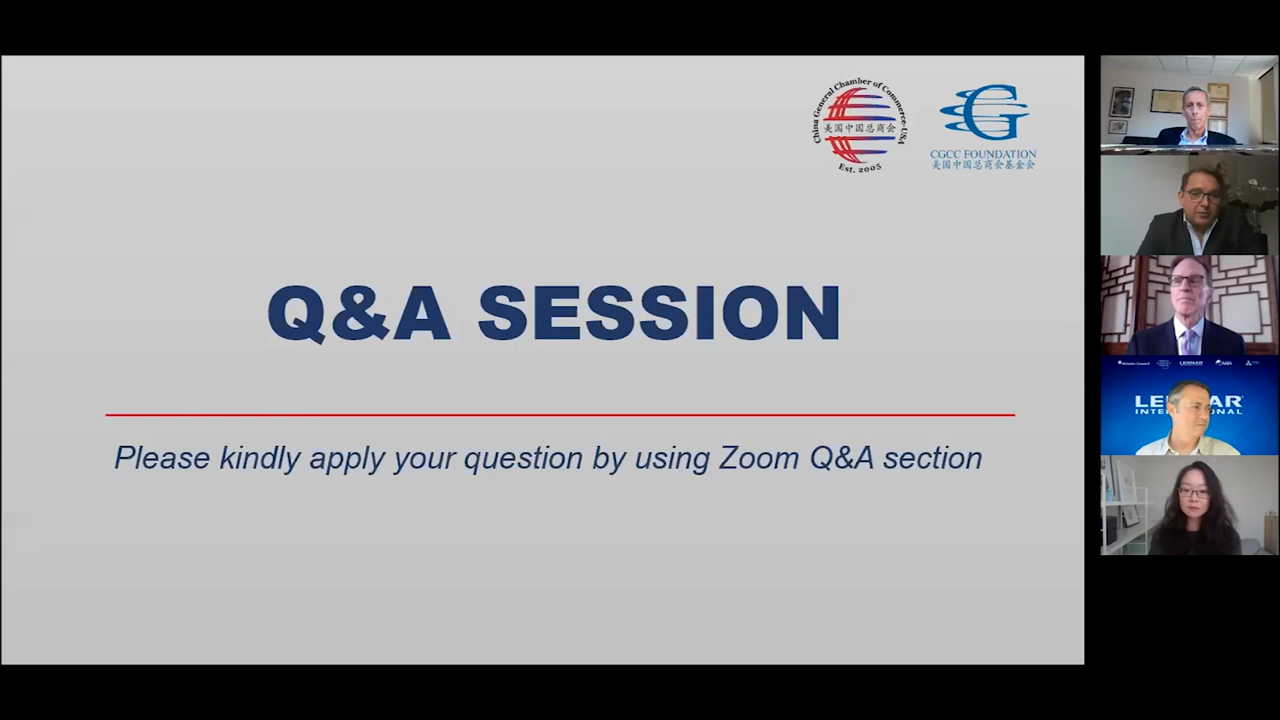 China General Chamber of Commerce-USA
美国中国总商会
Est. 2005
CGCC FOUNDATION
美国中国总商会基金会
Q&A SESSION
Please kindly apply your question by using Zoom Q&A section
Atlantic Council
LENNAR